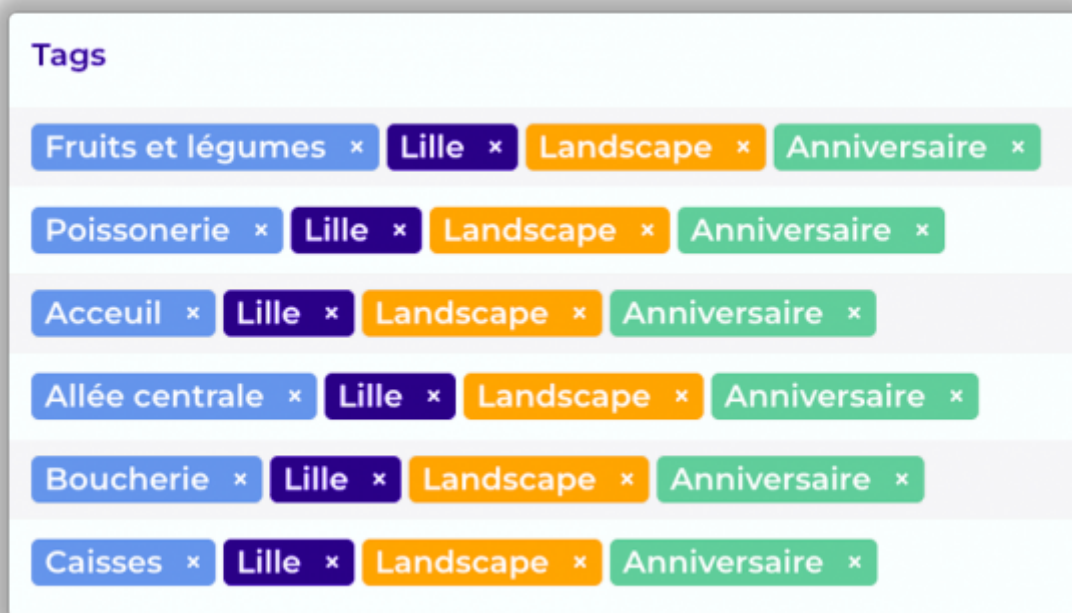 Tags
Fruits et légumes × Lille × Landscape × Anniversaire ×
Poissonerie × Lille × Landscape × Anniversaire ×
Acceuil × Lille × Landscape × Anniversaire ×
Allée centrale × Lille × Landscape × Anniversaire ×
Boucherie × Lille × Landscape × Anniversaire ×
Caisses × Lille × Landscape × Anniversaire ×